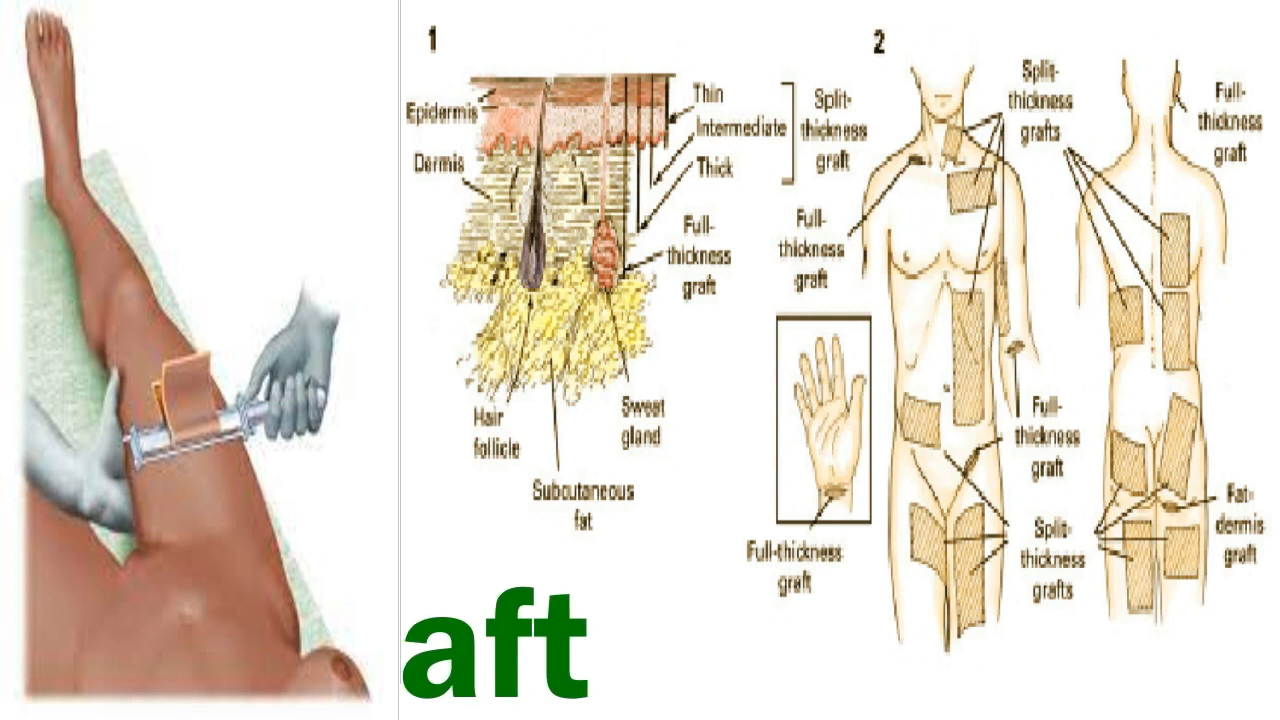 1
Epidermis
Dermis
Thin
Intermediate
Thick
Split-
thickness
graft
Full-
thickness
graft
Hair
follicle
Sweat
gland
Subcutaneous
fat
aft
2
Split-
thickness
grafts
Full-
thickness
graft
Full-
thickness
graft
Full-
thickness
graft
Full-thickness
graft
Split-
thickness
grafts
Fat-
dermis
graft